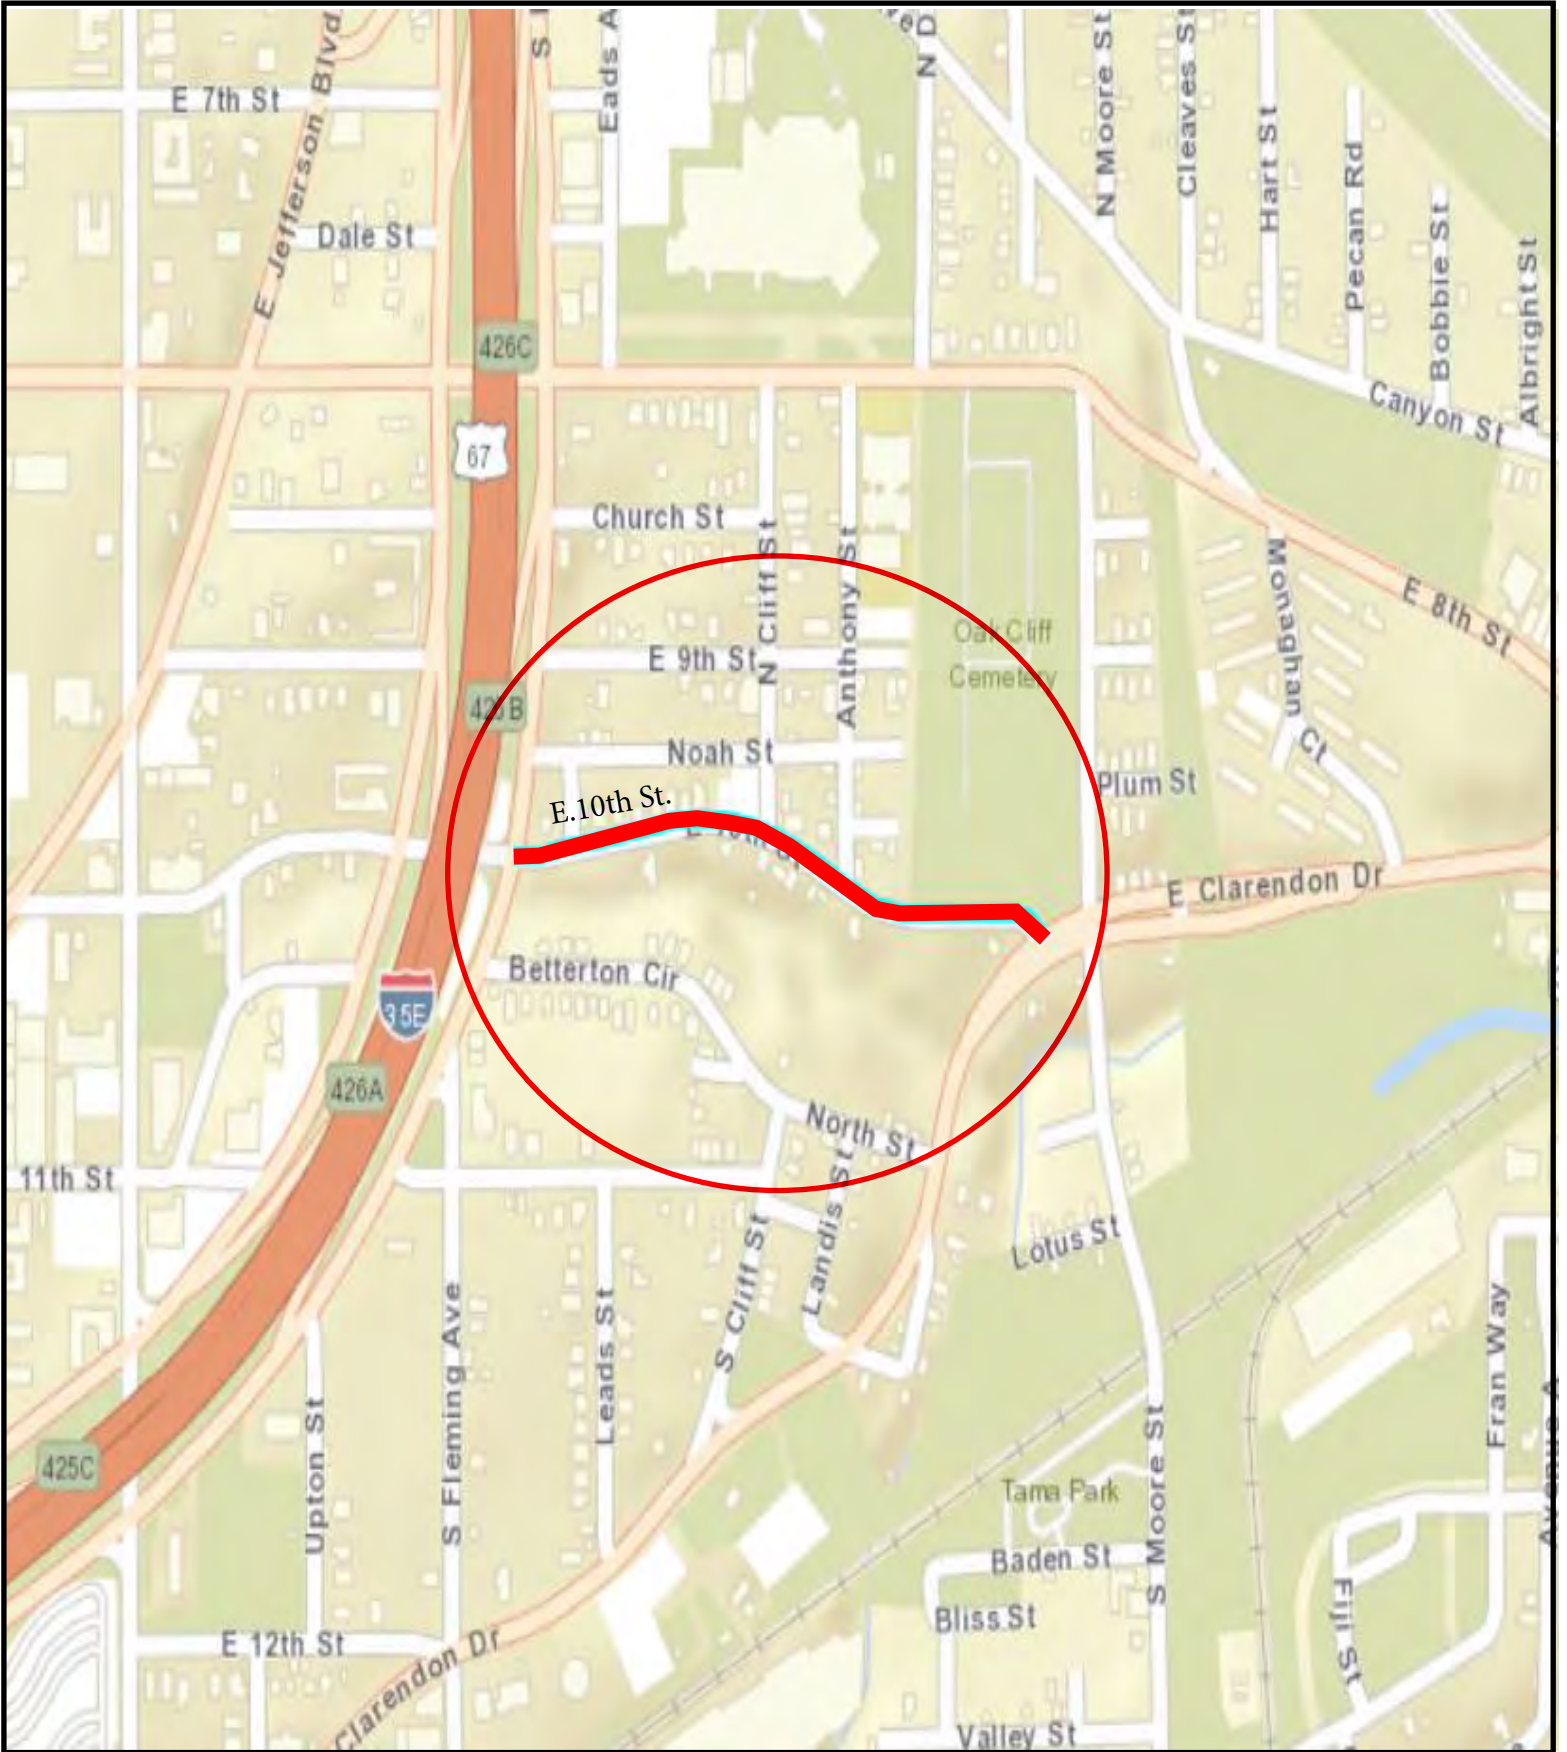 E 7th St
E Jefferson Blvd
S
Eads A
N D
N Moore St
Cleaves St
Hart St
Pecan Rd
Bobbie St
Albright St
Dale St
426C
67
Canyon St
Church St
N Cliff St
Anthony St
Monaghan Ct
E 8th St
Oak Cliff
Cemetery
E 9th St
Noah St
Plum St
E.10th St.
E Clarendon Dr
Betterton Cir
35E
426A
North St
11th St
Landis St
S Cliff St
Lotus St
S Fleming Ave
Leads St
Fran Way
Upton St
425C
S Moore St
Tama Park
Baden St
Bliss St
Fiji St
E 12th St
Clarendon Dr
Valley St